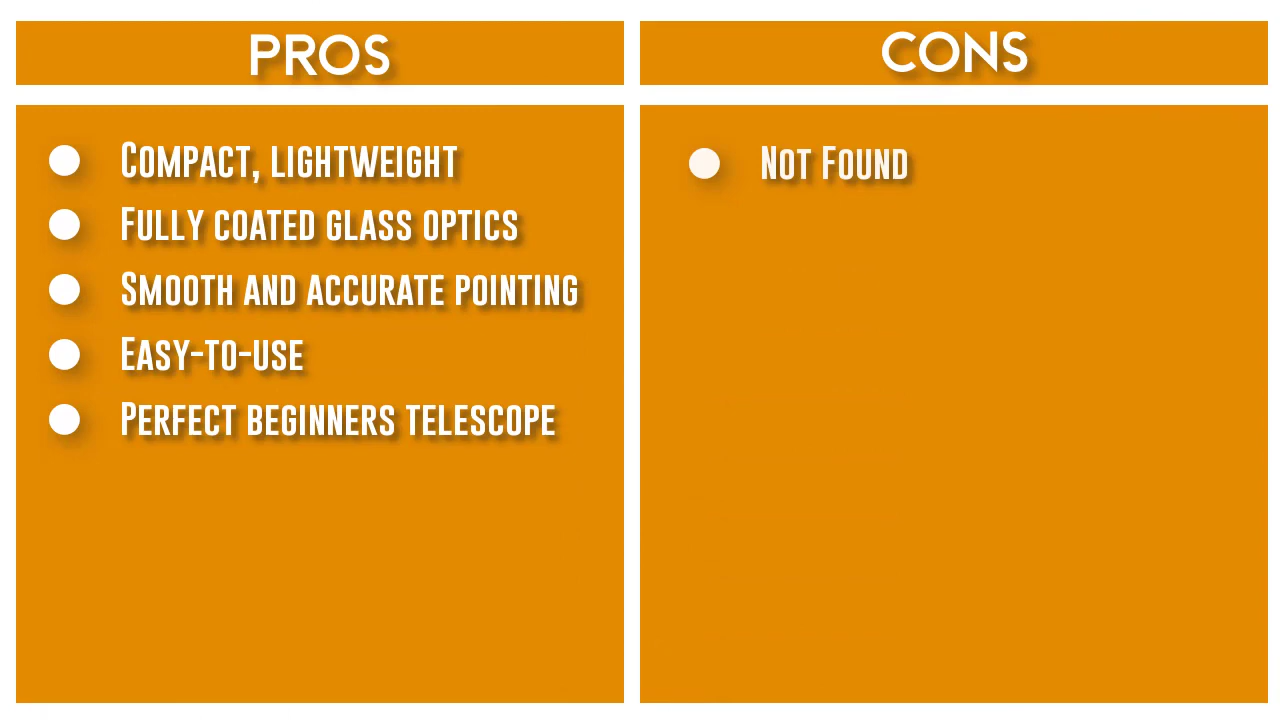 PROS
Compact, lightweight
Fully coated glass optics
Smooth and accurate pointing
Easy-to-use
Perfect beginners telescope
CONS
Not Found